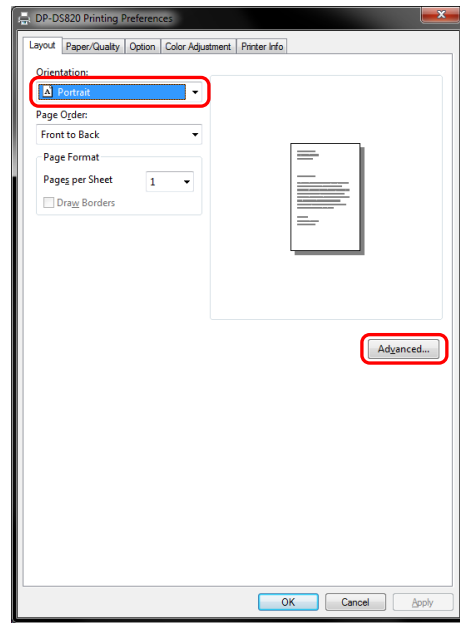 DP-DS820 Printing Preferences
Layout Paper/Quality Option Color Adjustment Printer Info
Orientation:
A Portrait
Page Order:
Front to Back
Page Format
Pages per Sheet 1
Draw Borders
Advanced...
OK Cancel Apply